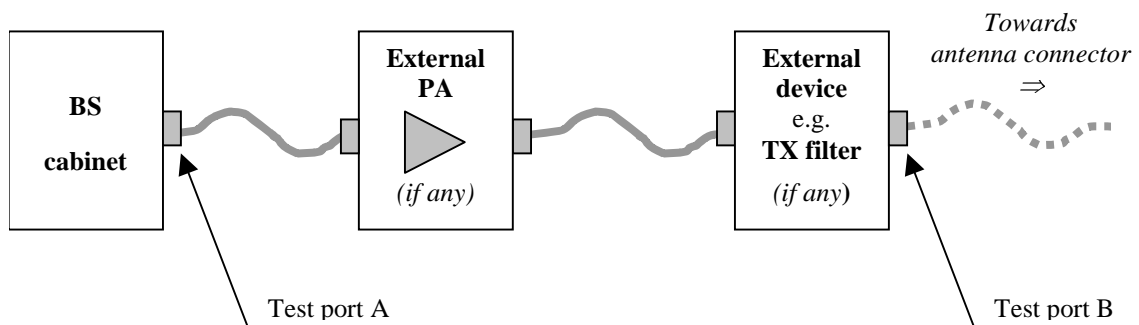 BS
cabinet
External
PA
(if any)
External
device
e.g.
TX filter
(if any)
Towards
antenna connector
⇒
Test port A
Test port B